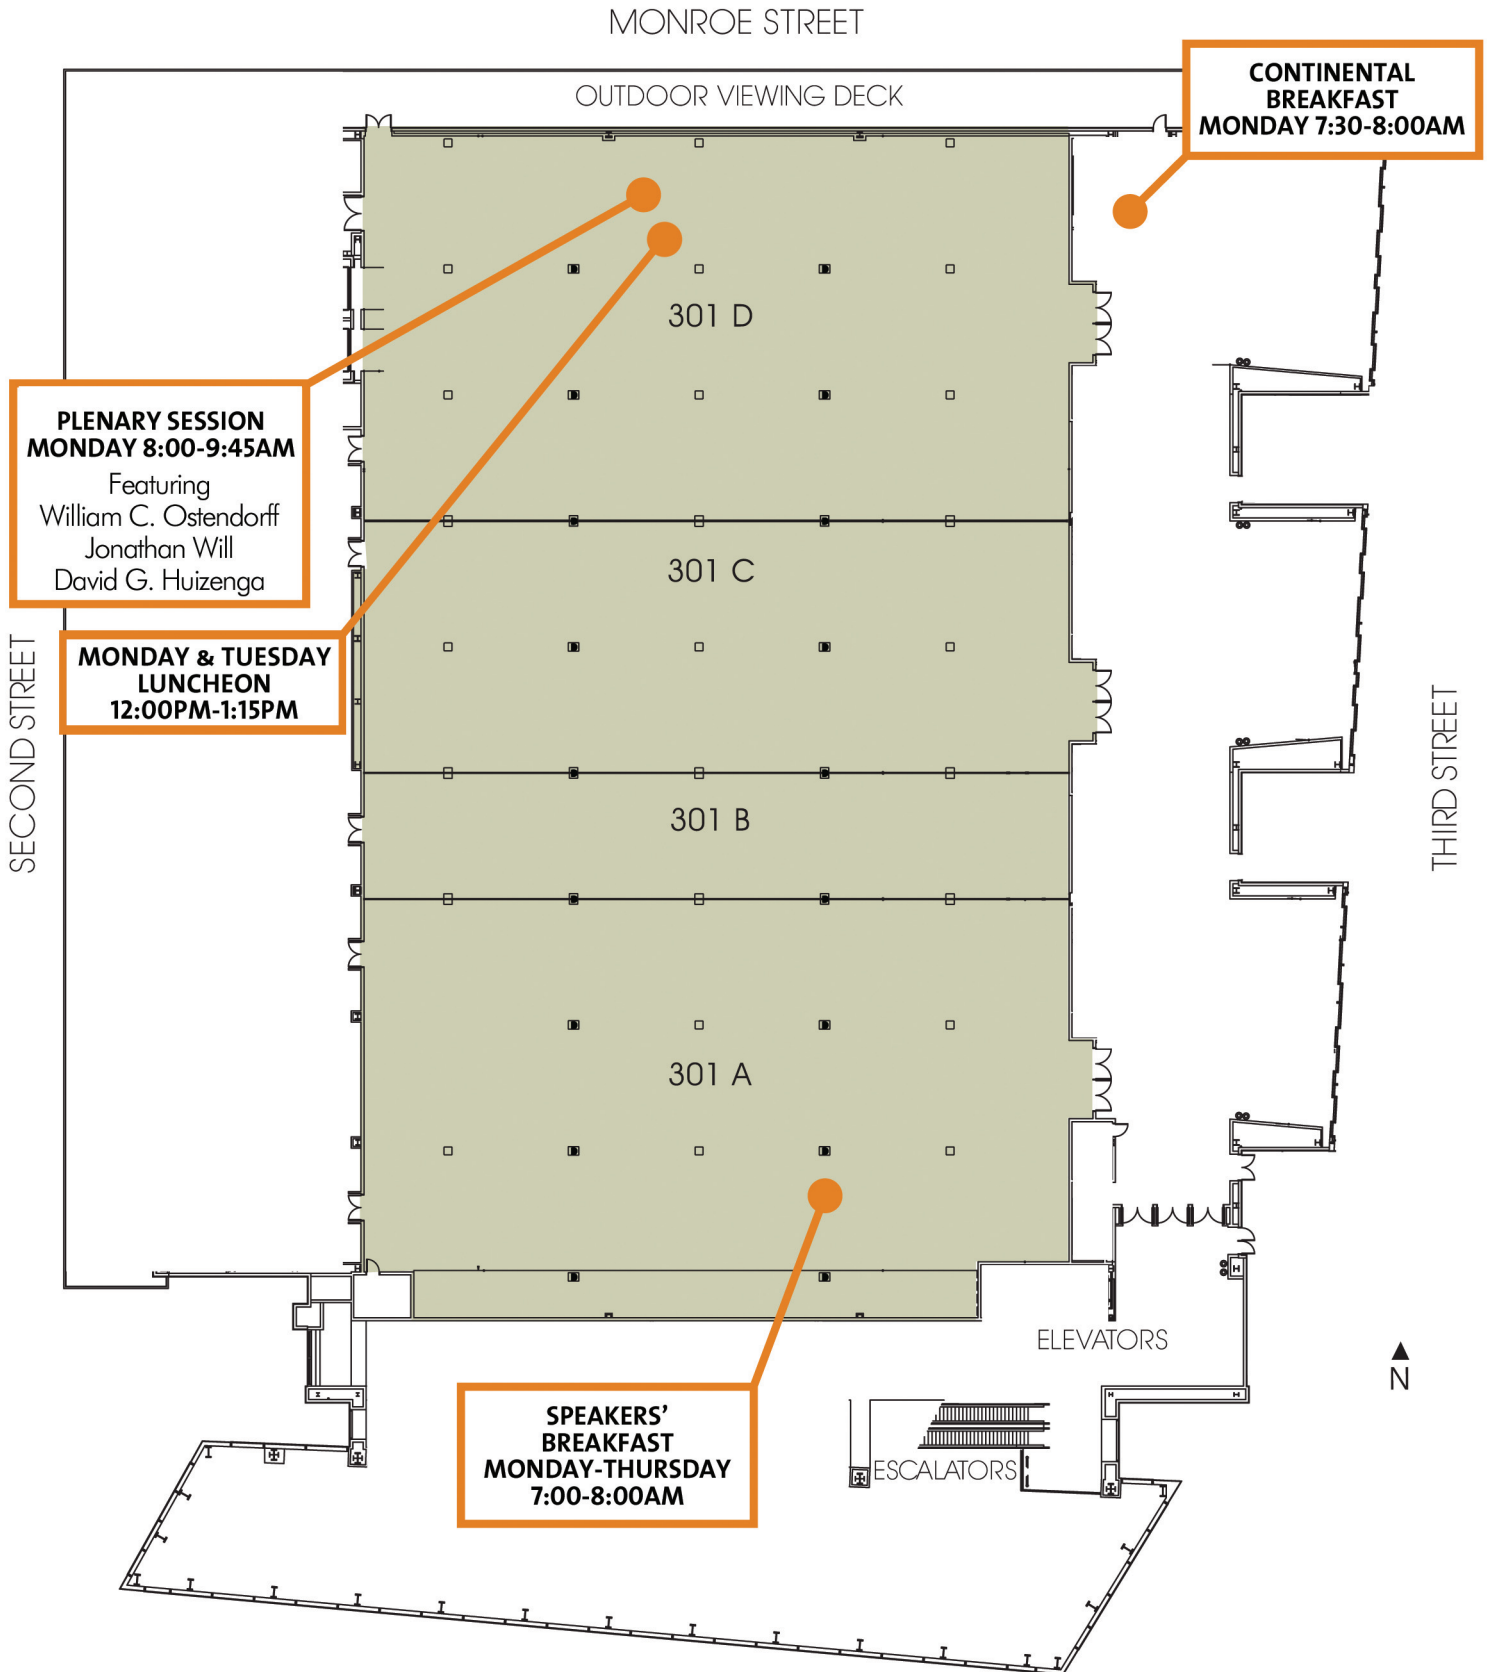 MONROE STREET
OUTDOOR VIEWING DECK
CONTINENTAL
BREAKFAST
MONDAY 7:30-8:00AM
301 D
PLENARY SESSION
MONDAY 8:00-9:45AM
Featuring
William C. Ostendorff
Jonathan Will
David G. Huizenga
301 C
MONDAY & TUESDAY
LUNCHEON
12:00PM-1:15PM
SECOND STREET
THIRD STREET
301 B
301 A
ELEVATORS
N
SPEAKERS'
BREAKFAST
MONDAY-THURSDAY
7:00-8:00AM
ESCALATORS